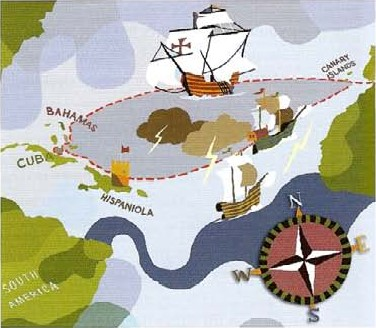 CANARY
ISLANDS
BAHAMAS
CUBA
HISPANIOLA
N
E
W
S
SOUTH
AMERICA